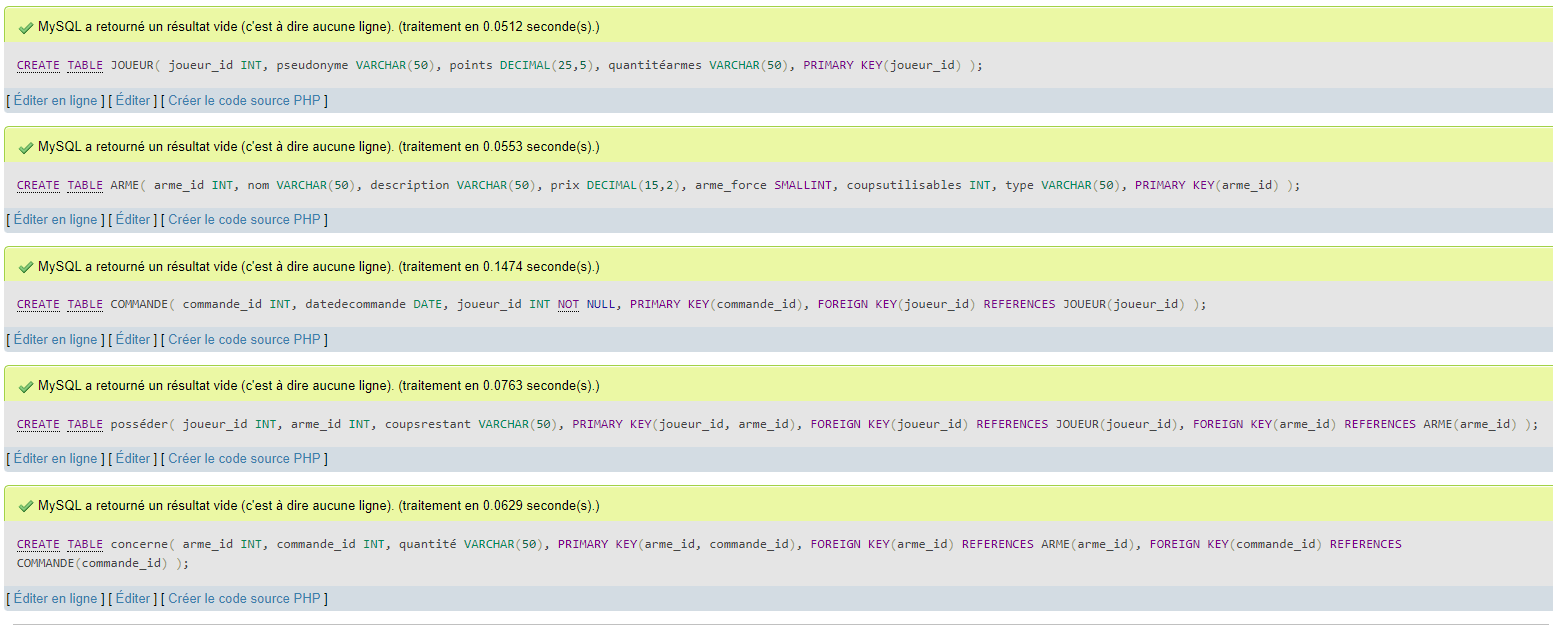 MySQL a retourné un résultat vide (c'est à dire aucune ligne). (traitement en 0.0512 seconde(s).)
CREATE TABLE JOUEUR( joueur_id INT, pseudonyme VARCHAR(50), points DECIMAL(25,5), quantitéarmes VARCHAR(50), PRIMARY KEY(joueur_id) );
[ Éditer en ligne ] [ Éditer ] [ Créer le code source PHP ]
MySQL a retourné un résultat vide (c'est à dire aucune ligne). (traitement en 0.0553 seconde(s).)
CREATE TABLE ARME( arme_id INT, nom VARCHAR(50), description VARCHAR(50), prix DECIMAL(15,2), arme_force SMALLINT, coupsutilisables INT, type VARCHAR(50), PRIMARY KEY(arme_id) );
[ Éditer en ligne ] [ Éditer ] [ Créer le code source PHP ]
MySQL a retourné un résultat vide (c'est à dire aucune ligne). (traitement en 0.1474 seconde(s).)
CREATE TABLE COMMANDE( commande_id INT, datedecommande DATE, joueur_id INT NOT NULL, PRIMARY KEY(commande_id), FOREIGN KEY(joueur_id) REFERENCES JOUEUR(joueur_id) );
[ Éditer en ligne ] [ Éditer ] [ Créer le code source PHP ]
MySQL a retourné un résultat vide (c'est à dire aucune ligne). (traitement en 0.0763 seconde(s).)
CREATE TABLE posséder( joueur_id INT, arme_id INT, coupsrestant VARCHAR(50), PRIMARY KEY(joueur_id, arme_id), FOREIGN KEY(joueur_id) REFERENCES JOUEUR(joueur_id), FOREIGN KEY(arme_id) REFERENCES ARME(arme_id) );
[ Éditer en ligne ] [ Éditer ] [ Créer le code source PHP ]
MySQL a retourné un résultat vide (c'est à dire aucune ligne). (traitement en 0.0629 seconde(s).)
CREATE TABLE concerne( arme_id INT, commande_id INT, quantité VARCHAR(50), PRIMARY KEY(arme_id, commande_id), FOREIGN KEY(arme_id) REFERENCES ARME(arme_id), FOREIGN KEY(commande_id) REFERENCES
COMMANDE(commande_id) );
[ Éditer en ligne ] [ Éditer ] [ Créer le code source PHP ]